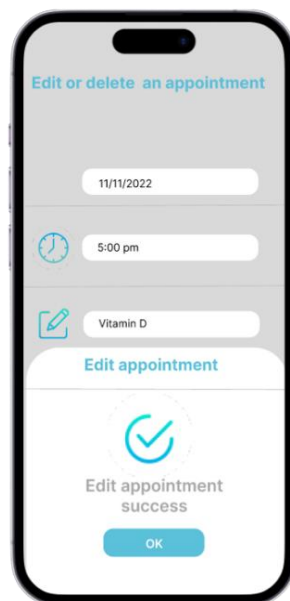 Edit or delete an appointment
11/11/2022
5:00 pm
Vitamin D
Edit appointment
Edit appointment
success
OK